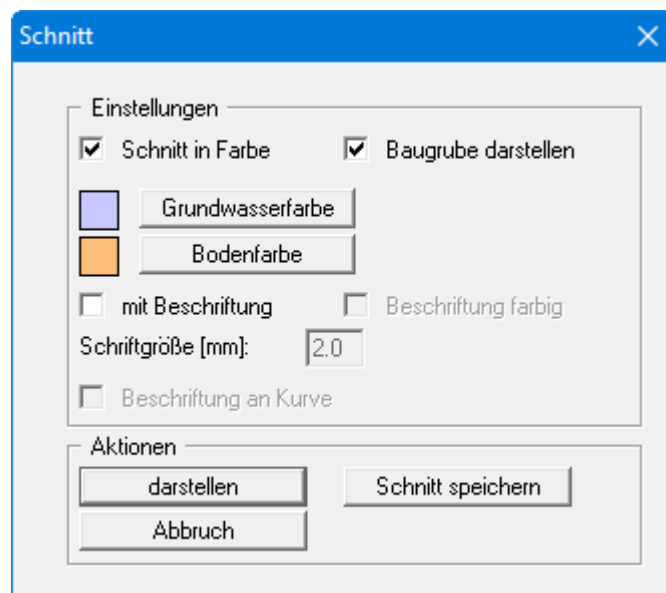 Schnitt
Einstellungen
Schnitt in Farbe Baugrube darstellen
Grundwasserfarbe
Bodenfarbe
mit Beschriftung Beschriftung farbig
Schriftgröße [mm]: 2.0
Beschriftung an Kurve
Aktionen
darstellen Schnitt speichern
Abbruch